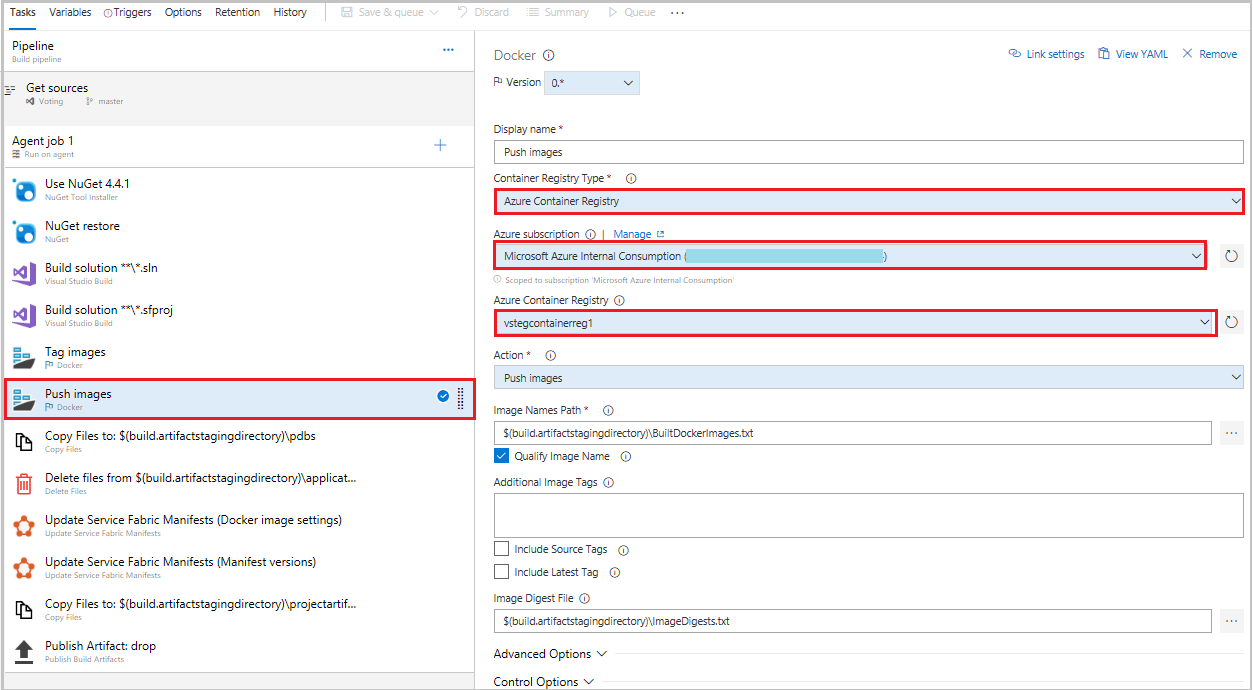 Tasks Variables Triggers Options Retention History Save & queue Discard Summary Queue ...
Pipeline ...
Build pipeline
Get sources
Voting master
Agent job 1 +
Run on agent
Use NuGet 4.4.1
NuGet Tool Installer
NuGet restore
NuGet
Build solution **\*.sln
Visual Studio Build
Build solution **\*.sfproj
Visual Studio Build
Tag images
Docker
Push images
Docker
Copy Files to: $(build.artifactstagingdirectory)\pdbs
Copy Files
Delete files from $(build.artifactstagingdirectory)\applicat...
Delete Files
Update Service Fabric Manifests (Docker image settings)
Update Service Fabric Manifests
Update Service Fabric Manifests (Manifest versions)
Update Service Fabric Manifests
Copy Files to: $(build.artifactstagingdirectory)\projectartif...
Copy Files
Publish Artifact: drop
Publish Build Artifacts
Docker Link settings View YAML Remove
Version 0.*
Display name *
Push images
Container Registry Type *
Azure Container Registry
Azure subscription | Manage
Microsoft Azure Internal Consumption ( )
Scoped to subscription 'Microsoft Azure Internal Consumption'
Azure Container Registry
vstegcontainerreg1
Action *
Push images
Image Names Path *
$(build.artifactstagingdirectory)\BuiltDockerImages.txt ...
Qualify Image Name
Additional Image Tags
Include Source Tags
Include Latest Tag
Image Digest File
$(build.artifactstagingdirectory)\ImageDigests.txt ...
Advanced Options
Control Options